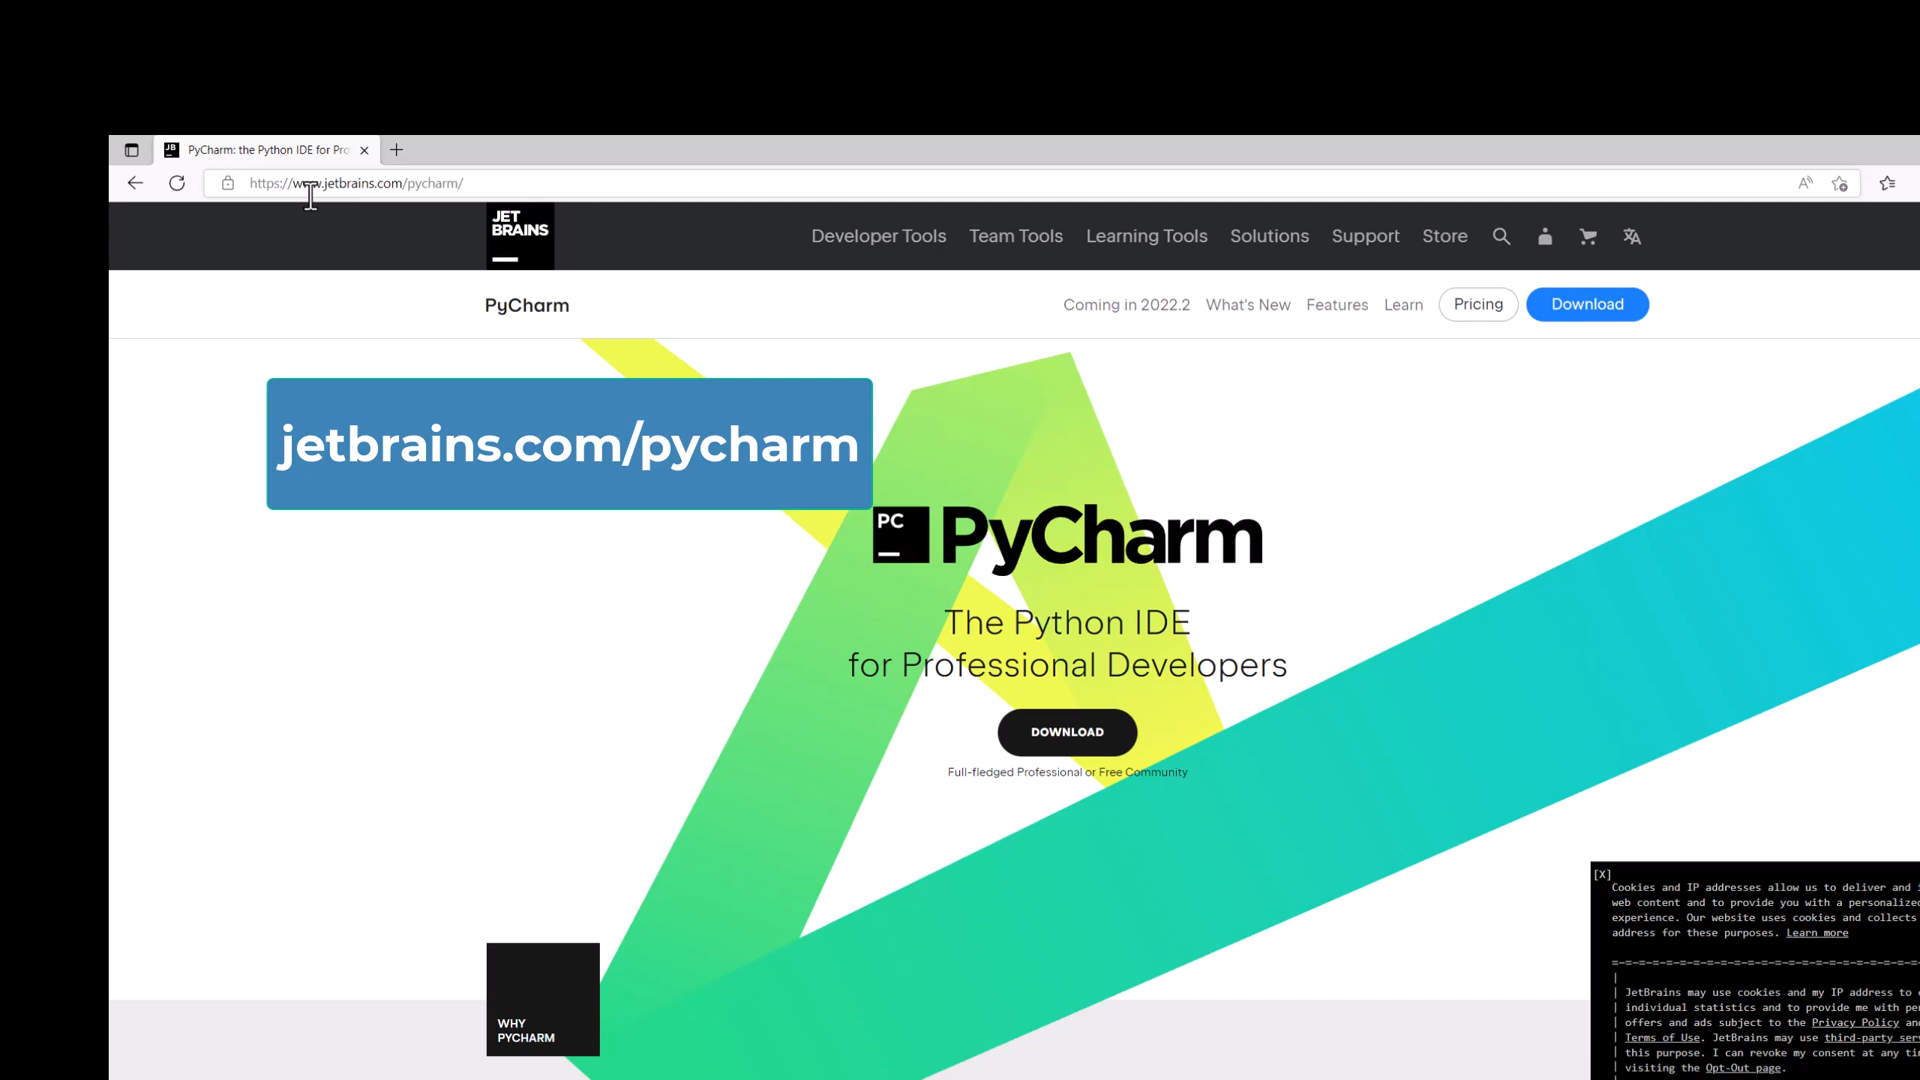 PyCharm: the Python IDE for Pro
https://www.jetbrains.com/pycharm/
JET
BRAINS
Developer Tools Team Tools Learning Tools Solutions Support Store
PyCharm
Coming in 2022.2 What's New Features Learn Pricing Download
jetbrains.com/pycharm
PC
PyCharm
The Python IDE
for Professional Developers
DOWNLOAD
Full-fledged Professional or Free Community
WHY
PYCHARM
[X]
Cookies and IP addresses allow us to deliver and
web content and to provide you with a personalized
experience. Our website uses cookies and collects
address for these purposes. Learn more
JetBrains may use cookies and my IP address to
individual statistics and to provide me with
offers and ads subject to the Privacy Policy
Terms of Use. JetBrains may use third-party
this purpose. I can revoke my consent at any
visiting the Opt-Out page.